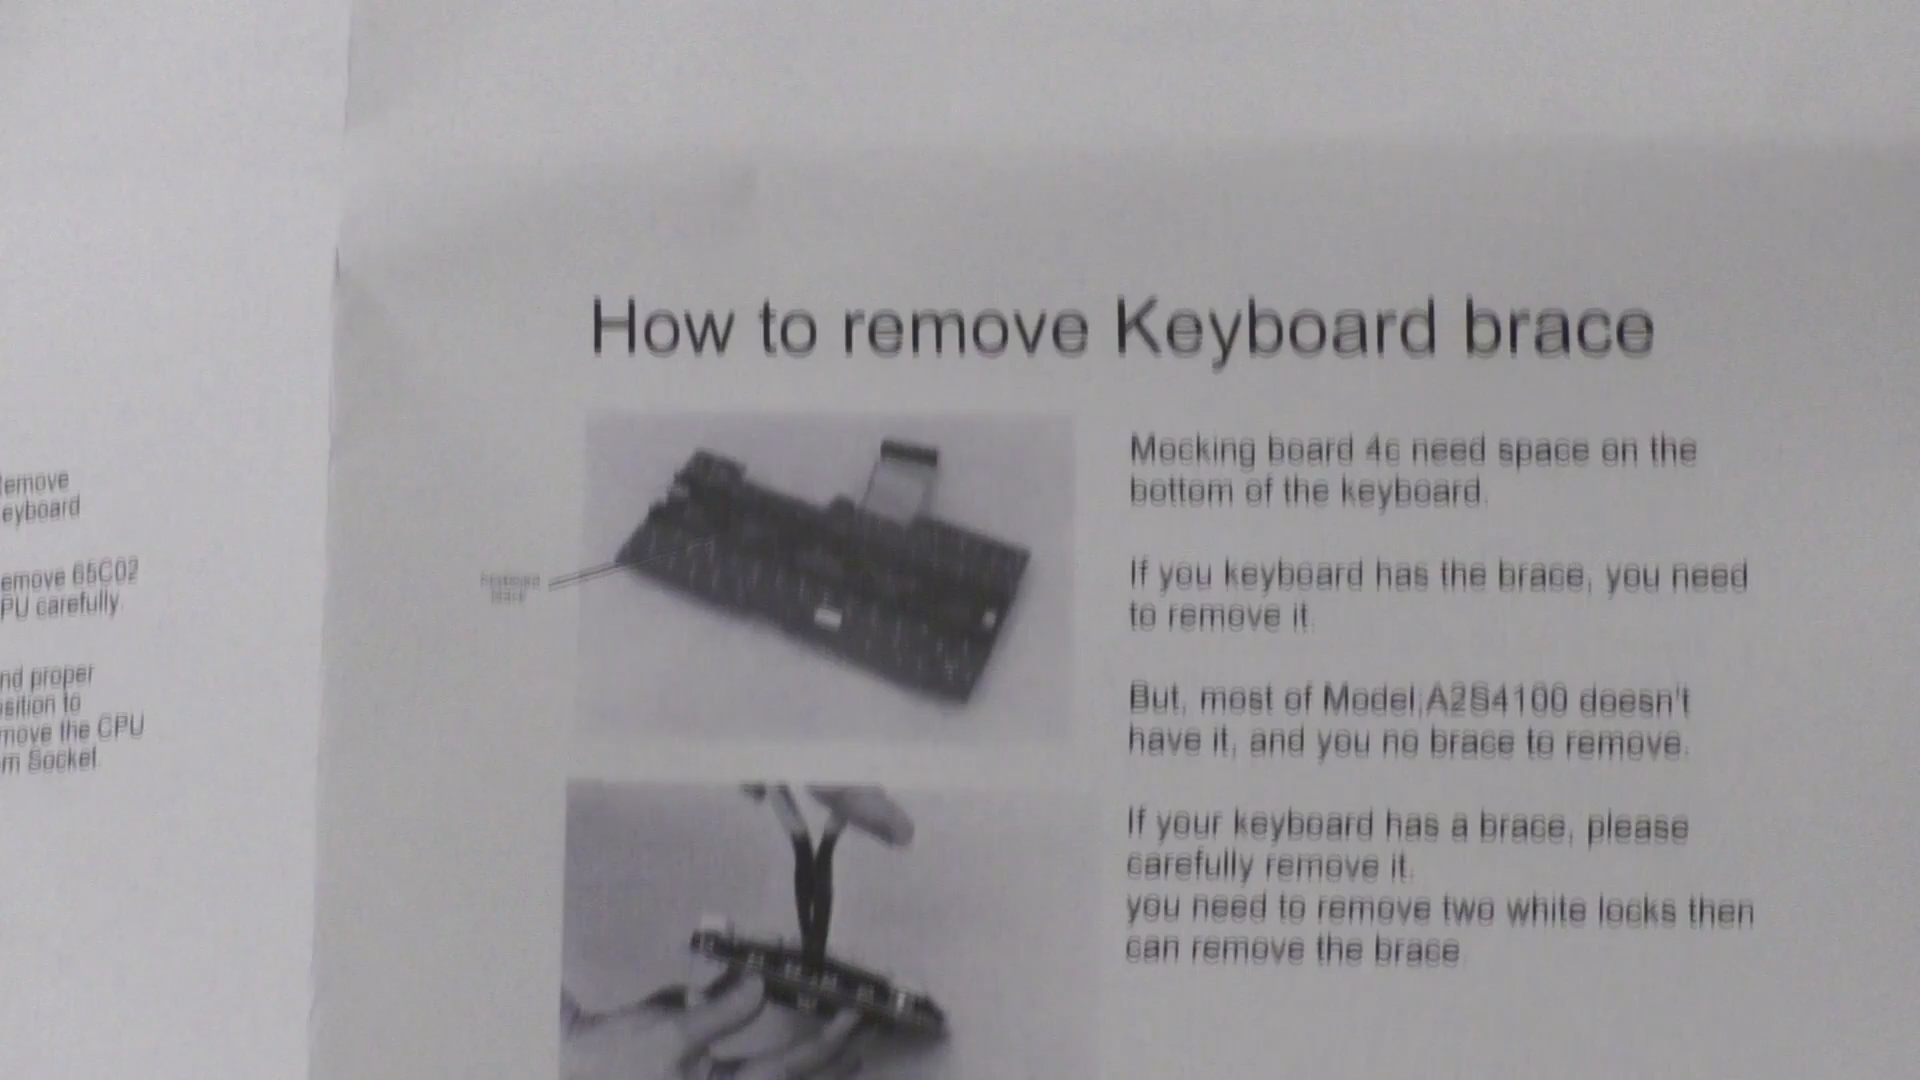 emove
eyboard
emove 65C02
PU carefully.
nd proper
sition to
move the CPU
m Socket.
How to remove Keyboard brace
Keyboard
brace
Mocking board 4c need space on the
bottom of the keyboard.
If you keyboard has the brace, you need
to remove it.
But, most of Model A2S4100 doesn't
have it, and you no brace to remove.
If your keyboard has a brace, please
carefully remove it.
you need to remove two white locks then
can remove the brace.